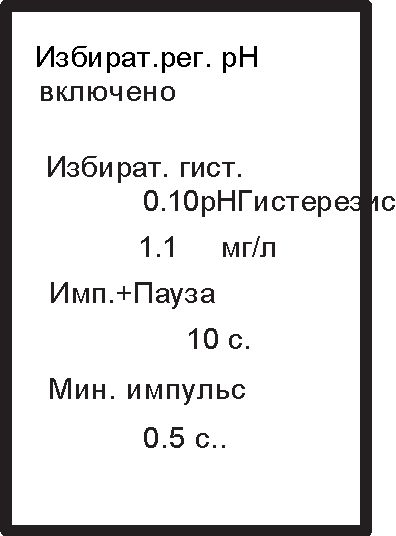 Избират.рег. pH
включено
Избират. гист.
0.10pHГистерезис
1.1 мг/л
Имп.+Пауза
10 с.
Мин. импульс
0.5 с..